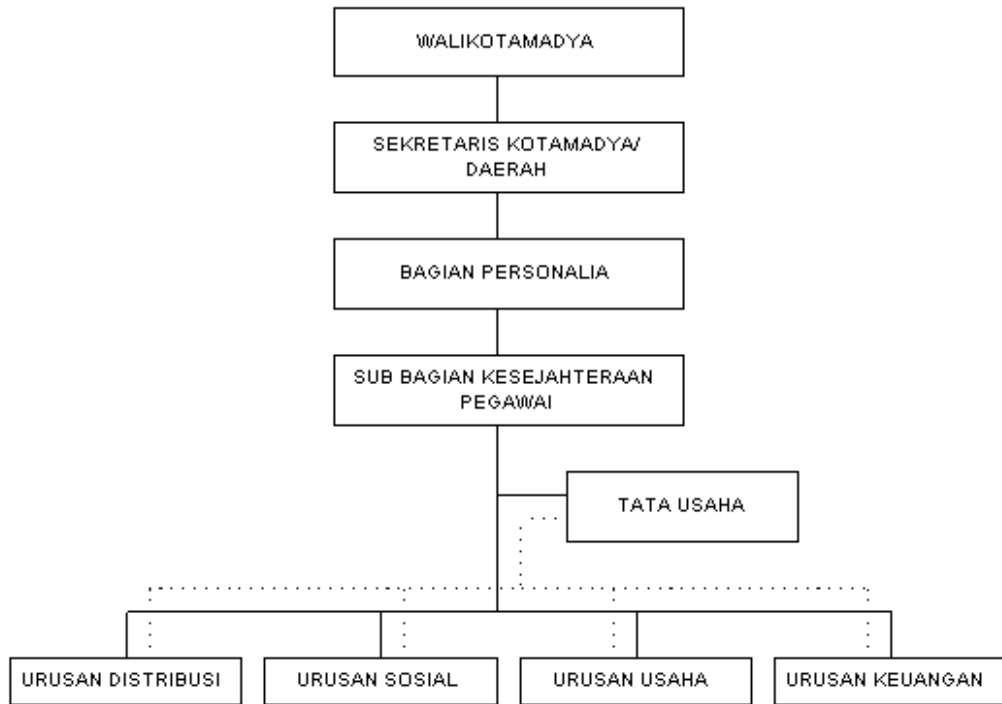 WALIKOTAMADYA
SEKRETARIS KOTAMADYA/
DAERAH
BAGIAN PERSONALIA
SUB BAGIAN KESEJAHTERAAN
PEGAWAI
TATA USAHA
URUSAN DISTRIBUSI
URUSAN SOSIAL
URUSAN USAHA
URUSAN KEUANGAN